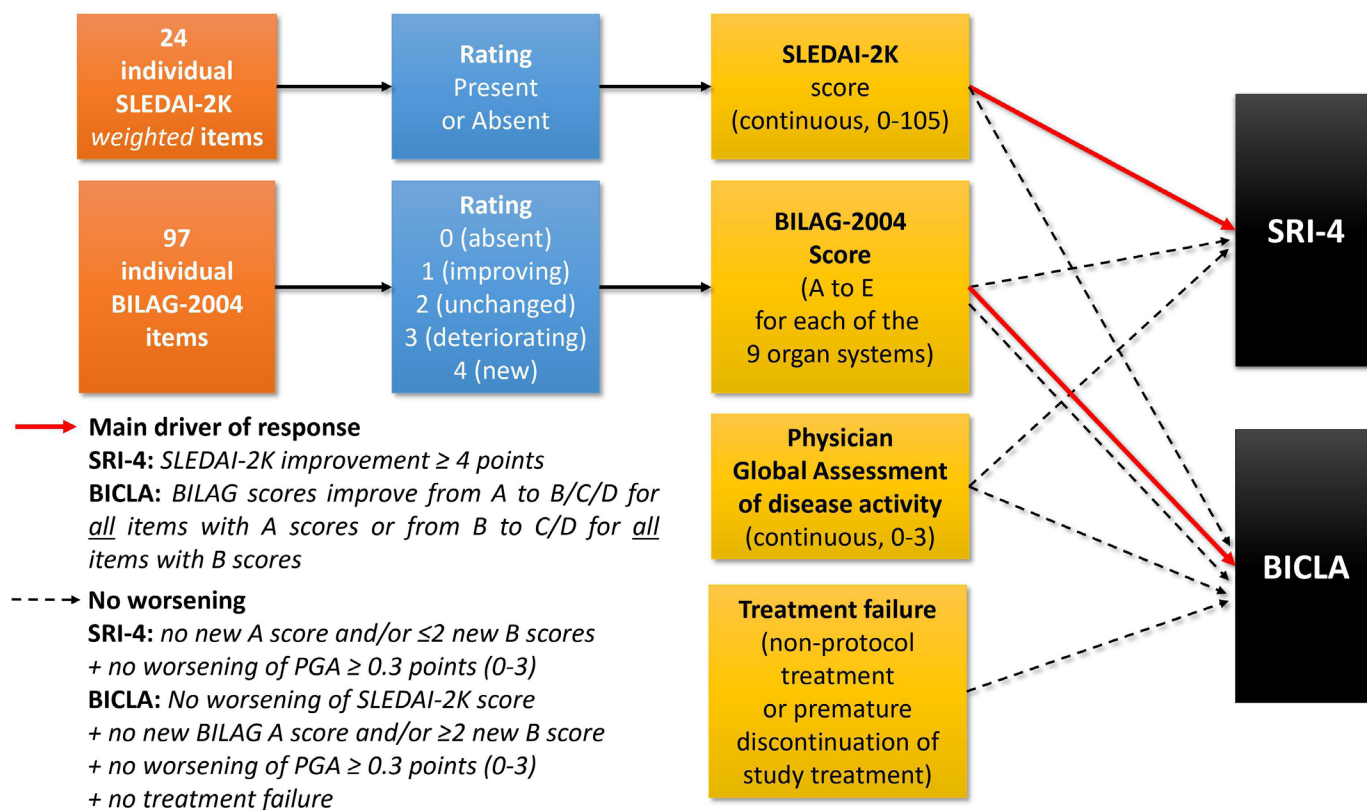 24
individual
SLEDAI-2K
weighted items
Rating
Present
or Absent
SLEDAI-2K
score
(continuous, 0-105)
97
individual
BILAG-2004
items
Rating
0 (absent)
1 (improving)
2 (unchanged)
3 (deteriorating)
4 (new)
BILAG-2004
Score
(A to E
for each of the
9 organ systems)
Physician
Global Assessment
of disease activity
(continuous, 0-3)
Treatment failure
(non-protocol
treatment
or premature
discontinuation of
study treatment)
SRI-4
BICLA
Main driver of response
SRI-4: SLEDAI-2K improvement ≥ 4 points
BICLA: BILAG scores improve from A to B/C/D for
all items with A scores or from B to C/D for all
items with B scores
No worsening
SRI-4: no new A score and/or ≤2 new B scores
+ no worsening of PGA ≥ 0.3 points (0-3)
BICLA: No worsening of SLEDAI-2K score
+ no new BILAG A score and/or ≥2 new B score
+ no worsening of PGA ≥ 0.3 points (0-3)
+ no treatment failure